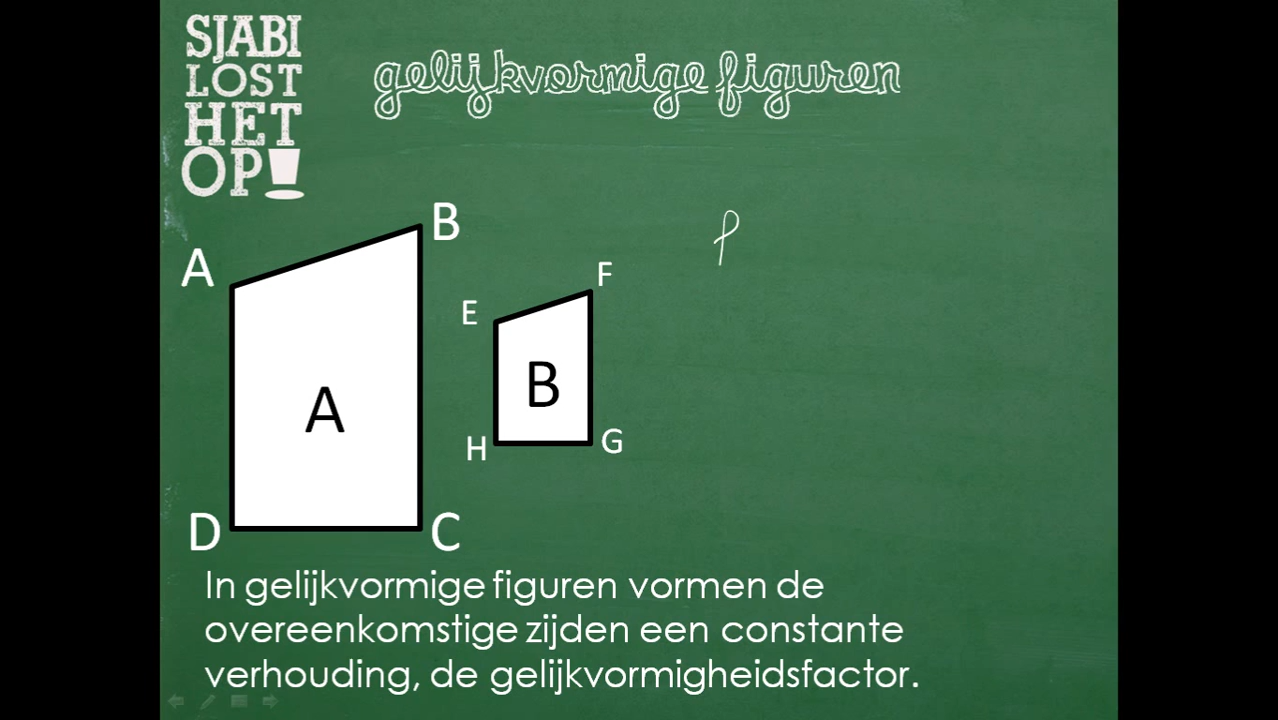 SJABI
LOST
HET
OP!
gelijkvormige figuren
A
B
A
D
C
E
F
B
H
G
In gelijkvormige figuren vormen de
overeenkomstige zijden een constante
verhouding, de gelijkvormigheidsfactor.